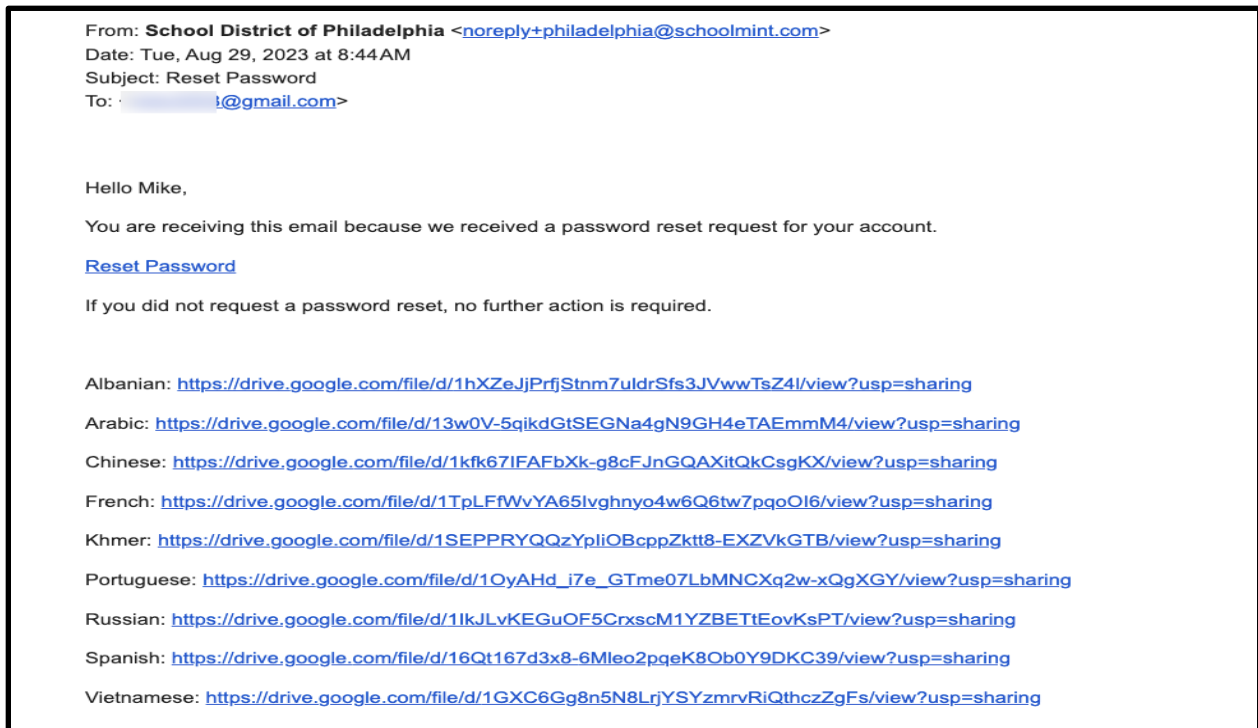 From: School District of Philadelphia <noreply+philadelphia@schoolmint.com>
Date: Tue, Aug 29, 2023 at 8:44AM
Subject: Reset Password
To: @gmail.com>
Hello Mike,
You are receiving this email because we received a password reset request for your account.
Reset Password
If you did not request a password reset, no further action is required.
Albanian: https://drive.google.com/file/d/1hXZeJjPrfjStnm7uIdrSfs3JVwwTsZ4I/view?usp=sharing
Arabic: https://drive.google.com/file/d/13w0V-5qikdGtSEGNa4gN9GH4eTAEmmM4/view?usp=sharing
Chinese: https://drive.google.com/file/d/1kfk67IFAFbXk-g8cFJnGQAXitQkCsgKX/view?usp=sharing
French: https://drive.google.com/file/d/1TpLFfWvYA65Ivghnyo4w6Q6tw7pqoOI6/view?usp=sharing
Khmer: https://drive.google.com/file/d/1SEPPRYQQzYpIiOBcppZktt8-EXZVkGTB/view?usp=sharing
Portuguese: https://drive.google.com/file/d/1OyAHd_i7e_GTme07LbMNCXq2w-xQgXGY/view?usp=sharing
Russian: https://drive.google.com/file/d/1IkJLvKEGuOF5CrxscM1YZBETtEovKsPT/view?usp=sharing
Spanish: https://drive.google.com/file/d/16Qt167d3x8-6MIeo2pqeK8Ob0Y9DKC39/view?usp=sharing
Vietnamese: https://drive.google.com/file/d/1GXC6Gg8n5N8LrjYSYzmrvRiQthczZgFs/view?usp=sharing